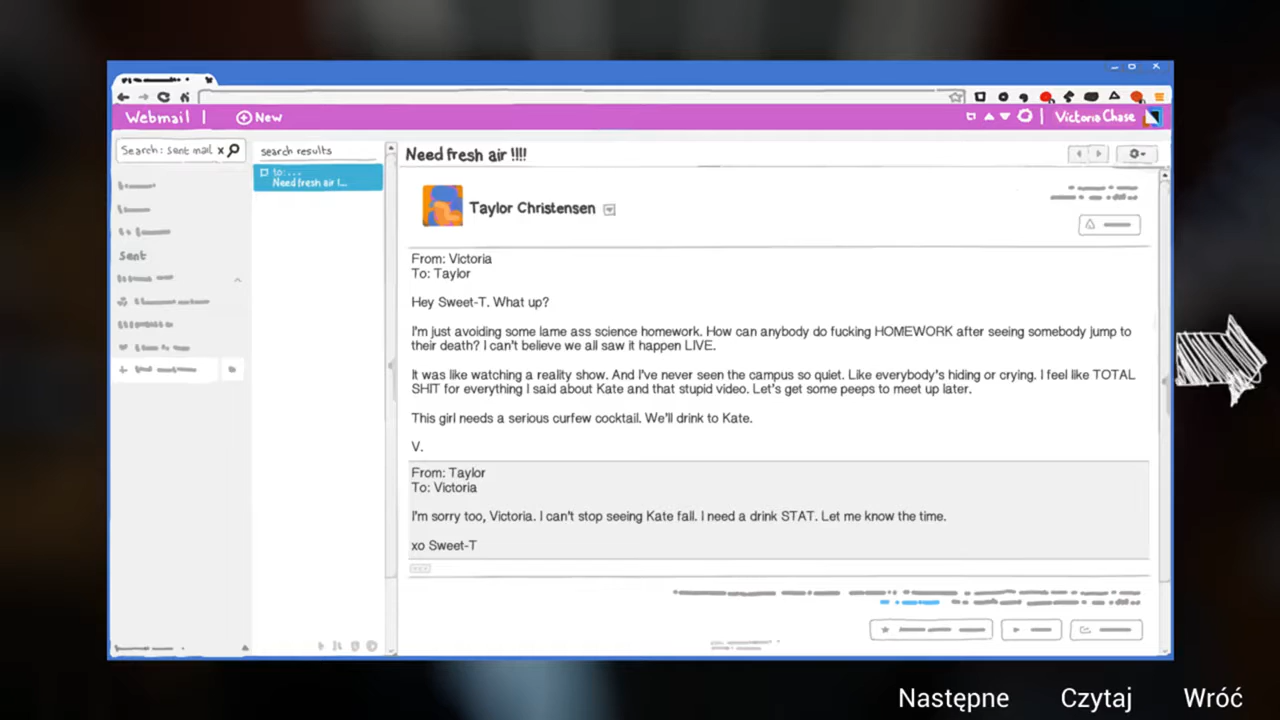 Webmail |
New
Victoria Chase
Search: sent mail x
search results
Need fresh air !!!!
to:...
Need fresh air !...
Sent
Taylor Christensen
From: Victoria
To: Taylor
Hey Sweet-T. What up?
I'm just avoiding some lame ass science homework. How can anybody do fucking HOMEWORK after seeing somebody jump to
their death? I can't believe we all saw it happen LIVE.
It was like watching a reality show. And I've never seen the campus so quiet. Like everybody's hiding or crying. I feel like TOTAL
SHIT for everything I said about Kate and that stupid video. Let's get some peeps to meet up later.
This girl needs a serious curfew cocktail. We'll drink to Kate.
V.
From: Taylor
To: Victoria
I'm sorry too, Victoria. I can't stop seeing Kate fall. I need a drink STAT. Let me know the time.
xo Sweet-T
Następne Czytaj Wróć